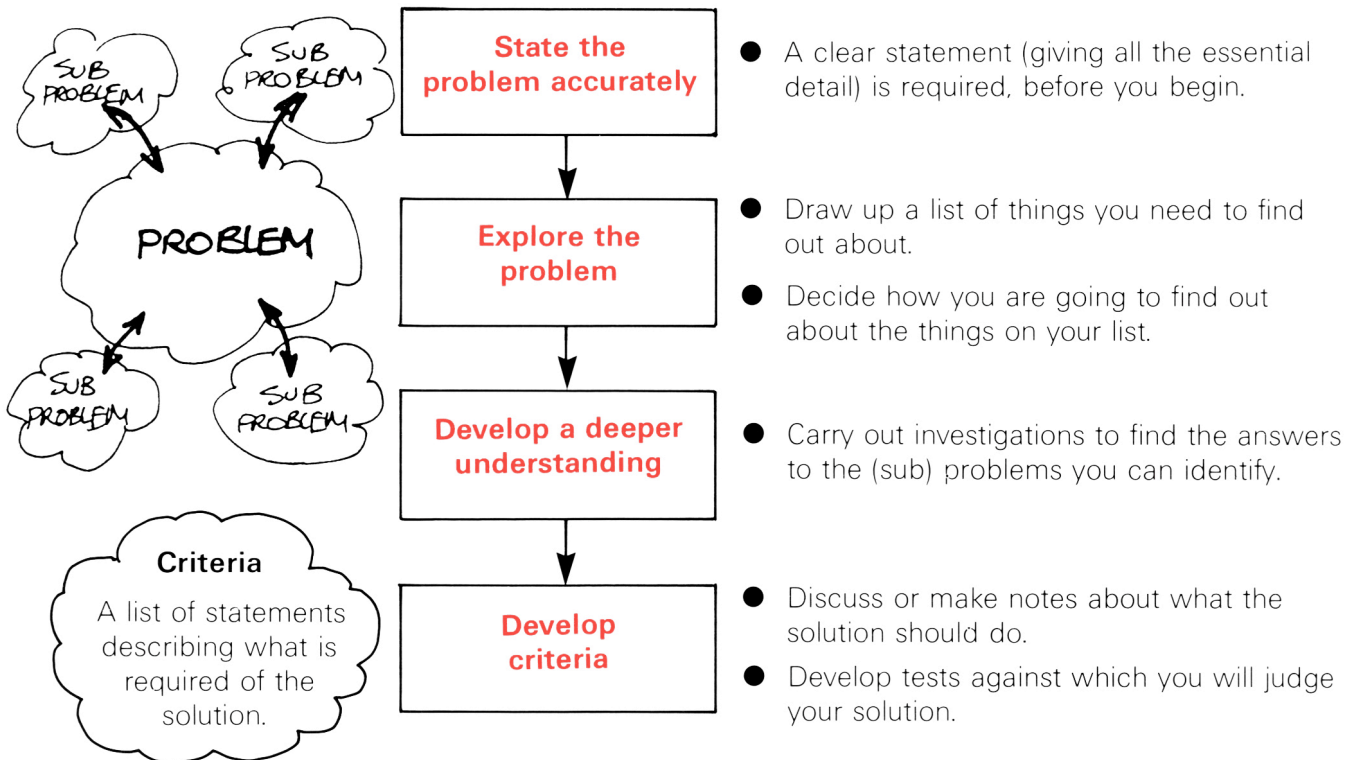 SUB
PROBLEM
SUB
PROBLEM
PROBLEM
SUB
PROBLEM
SUB
PROBLEM
Criteria
A list of statements
describing what is
required of the
solution.
State the
problem accurately
● A clear statement (giving all the essential
detail) is required, before you begin.
Explore the
problem
● Draw up a list of things you need to find
out about.
● Decide how you are going to find out
about the things on your list.
Develop a deeper
understanding
● Carry out investigations to find the answers
to the (sub) problems you can identify.
Develop
criteria
● Discuss or make notes about what the
solution should do.
● Develop tests against which you will judge
your solution.